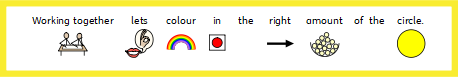 Working together lets colour in the right amount of the circle.